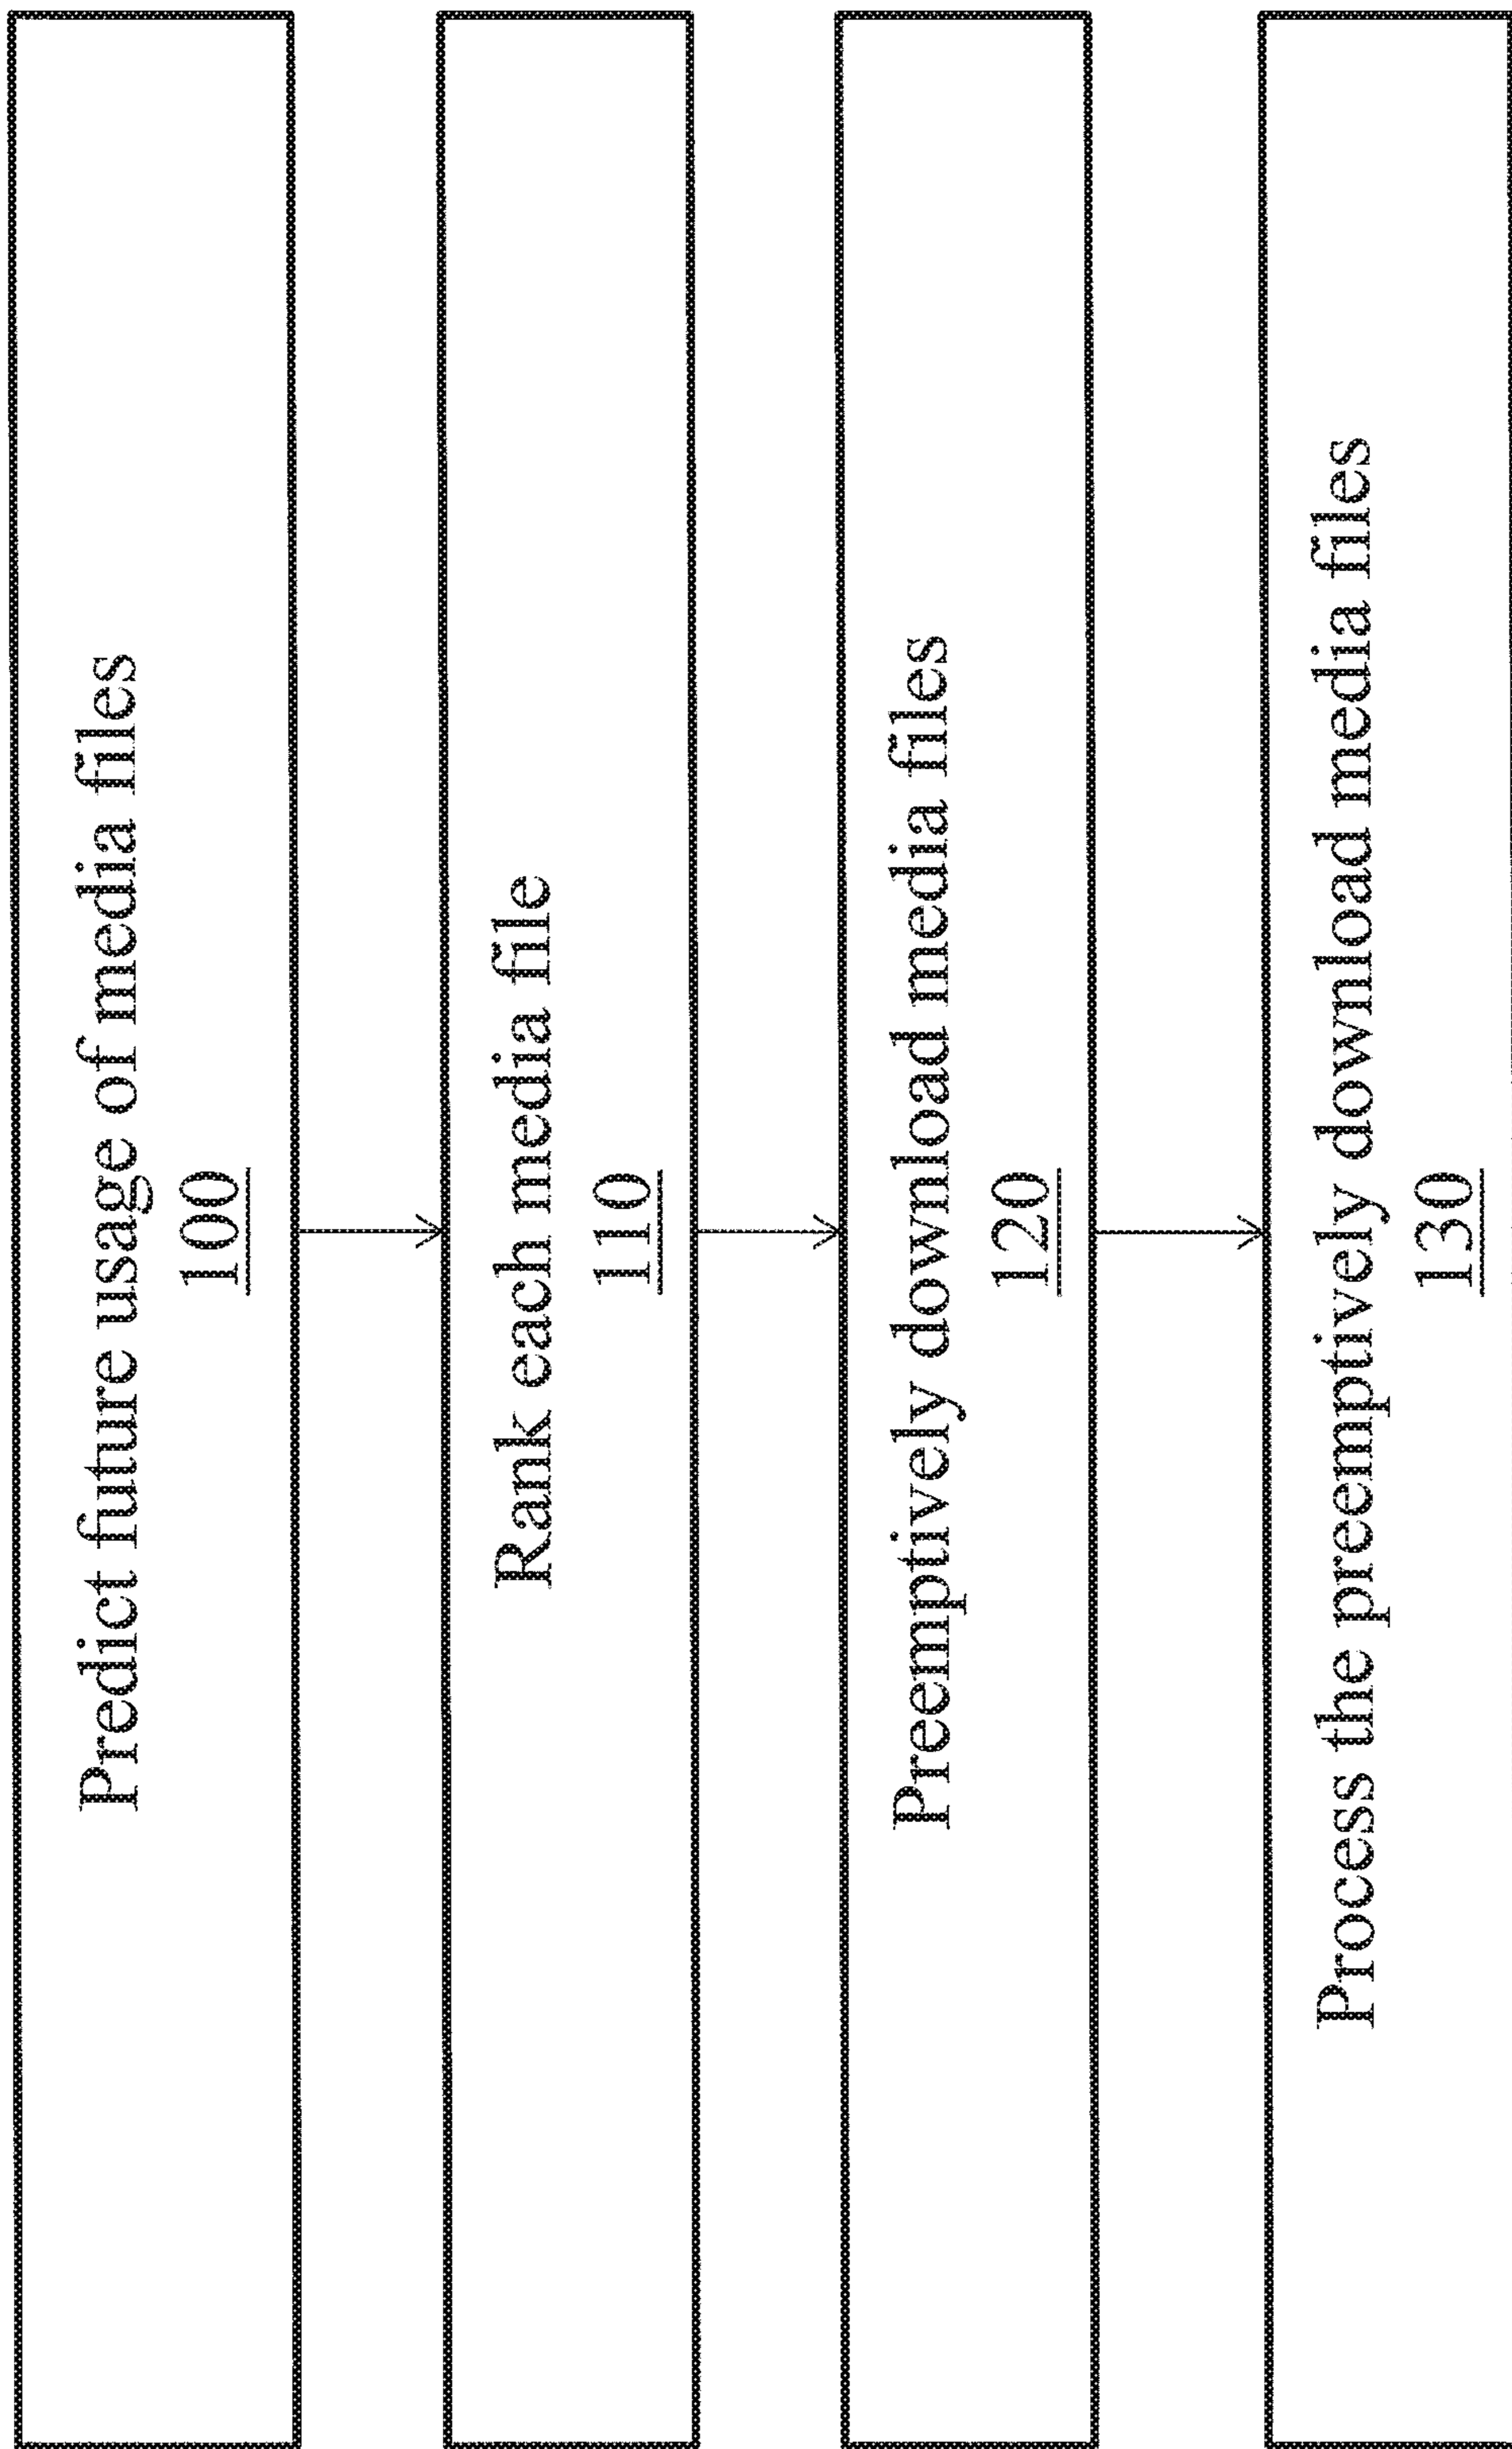 Predict future usage of media files
100
Rank each media file
110
Preemptively download media files
120
Process the preemptively download media files
130